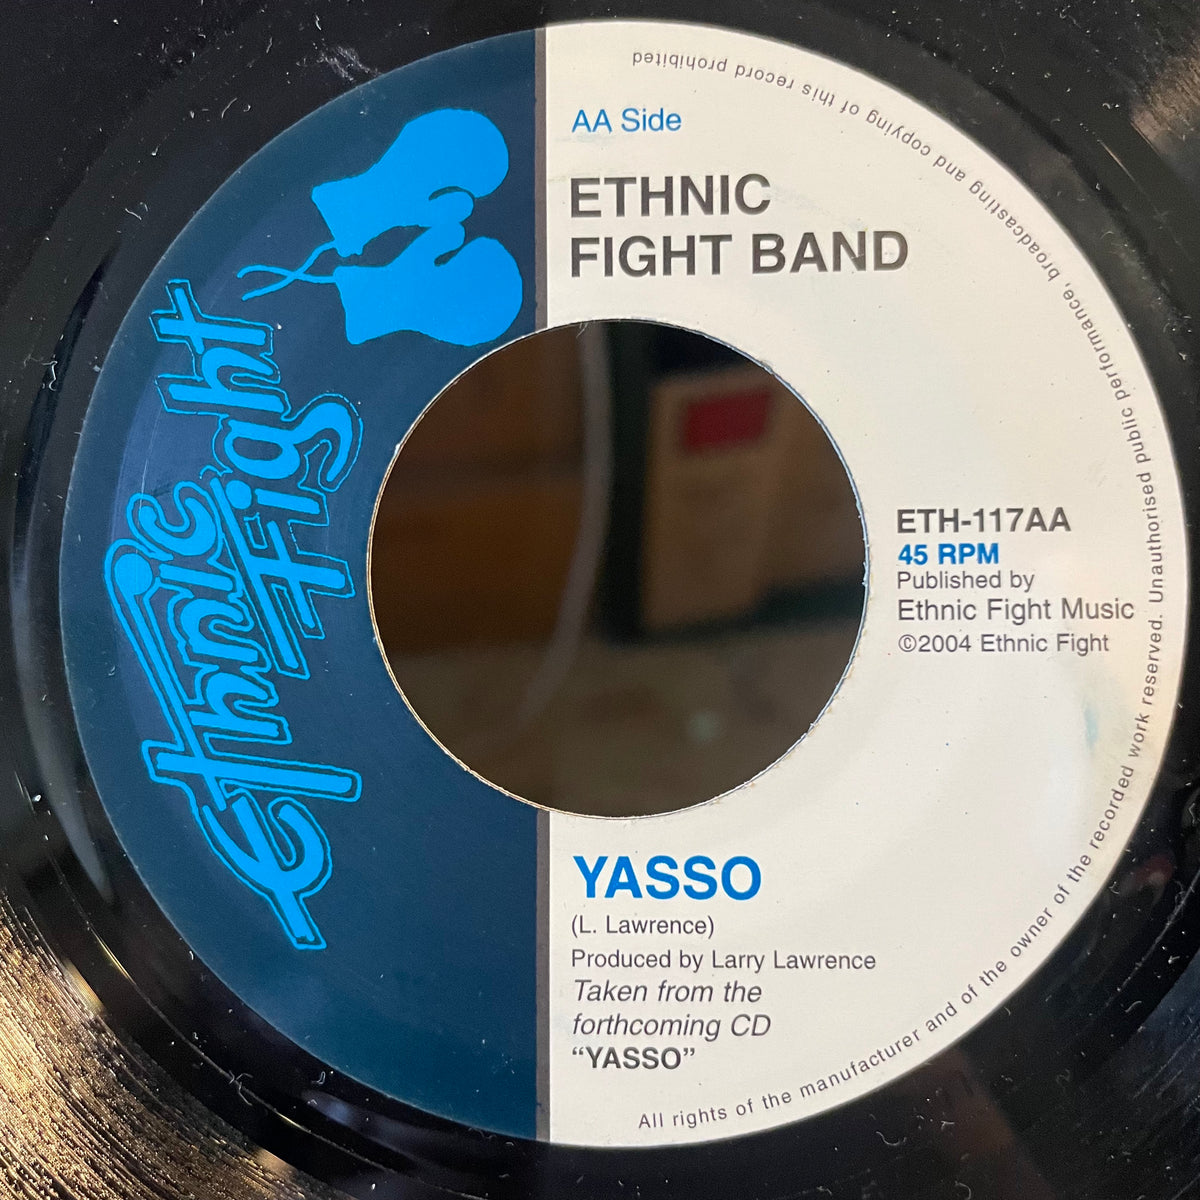 Ethnic
Fight
AA Side
ETHNIC
FIGHT BAND
ETH-117AA
45 RPM
Published by
Ethnic Fight Music
©2004 Ethnic Fight
YASSO
(L. Lawrence)
Produced by Larry Lawrence
Taken from the
forthcoming CD
“YASSO”
All rights of the manufacturer and of the owner of the recorded work reserved. Unauthorised public performance, broadcasting and copying of this record prohibited